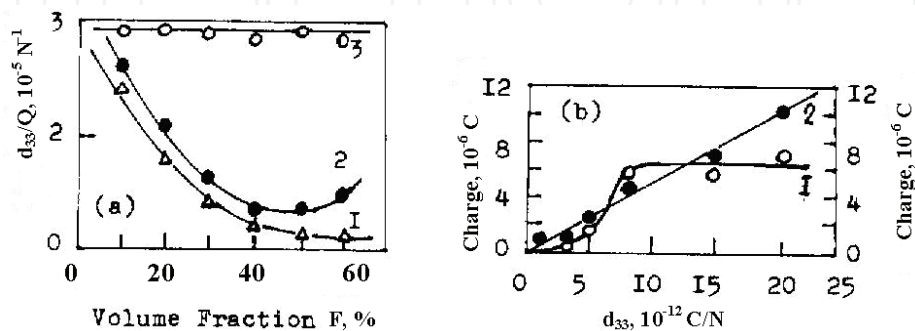 3
2
0
d₃₃/Q, 10⁻⁵ N⁻¹
(a)
3
2
I
0 20 40 60
Volume Fraction F, %
I2
8
4
0
Charge, 10⁻⁶ C
(b)
2
1
I2
8
4
0
Charge, 10⁻⁶ C
0 5 I0 I5 20 25
d₃₃, 10⁻¹² C/N